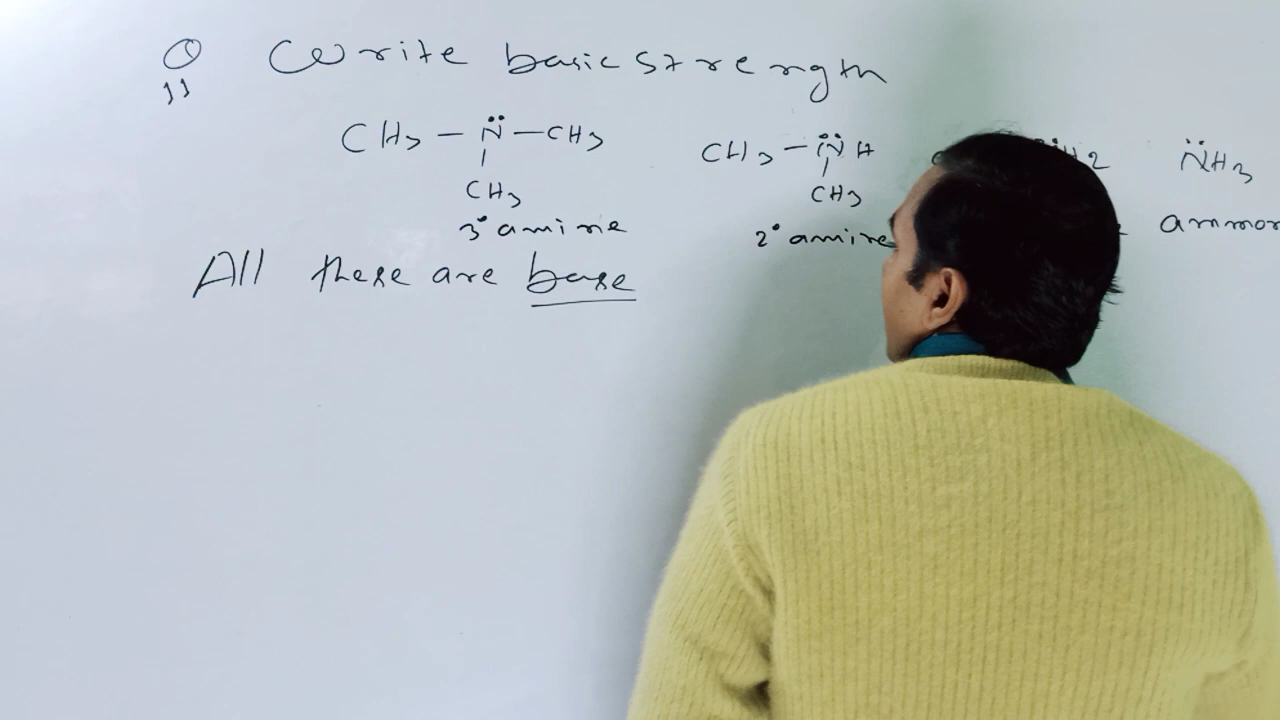 Q Write basic strength
11
CH3 – N̈ – CH3 CH3 – N̈H H2 N̈H3
CH3 CH3
3° amine 2° amine ammon
All these are base